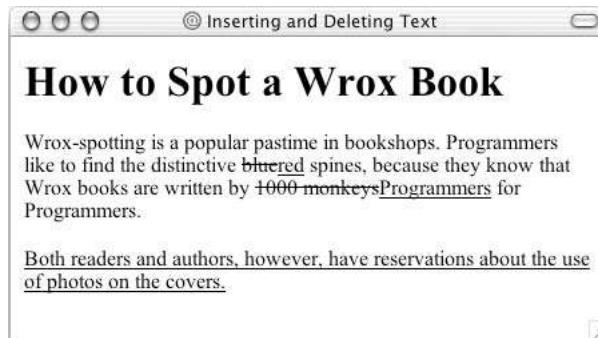 Inserting and Deleting Text
How to Spot a Wrox Book
Wrox-spotting is a popular pastime in bookshops. Programmers
like to find the distinctive bluered spines, because they know that
Wrox books are written by 1000 monkeysProgrammers for
Programmers.
Both readers and authors, however, have reservations about the use
of photos on the covers.